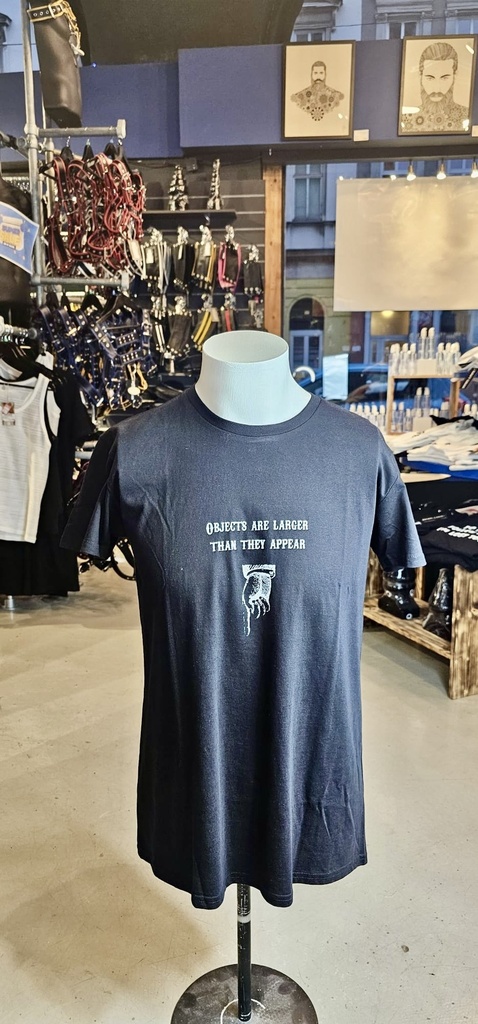 Objects are larger
than they appear